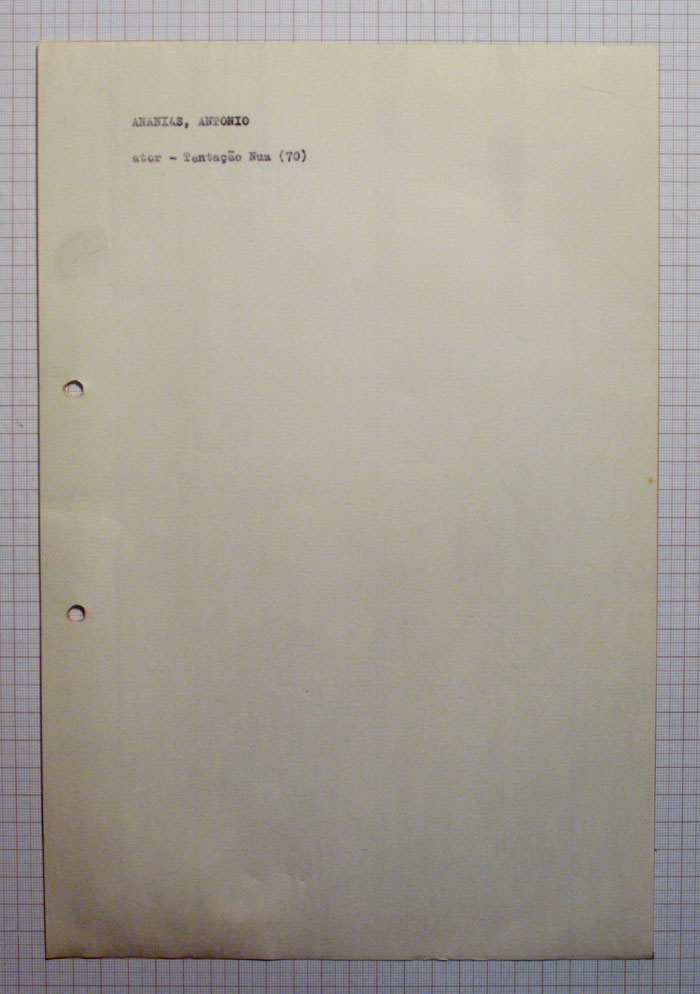 ANANIAS, ANTONIO
ator - Tentação Nua (70)